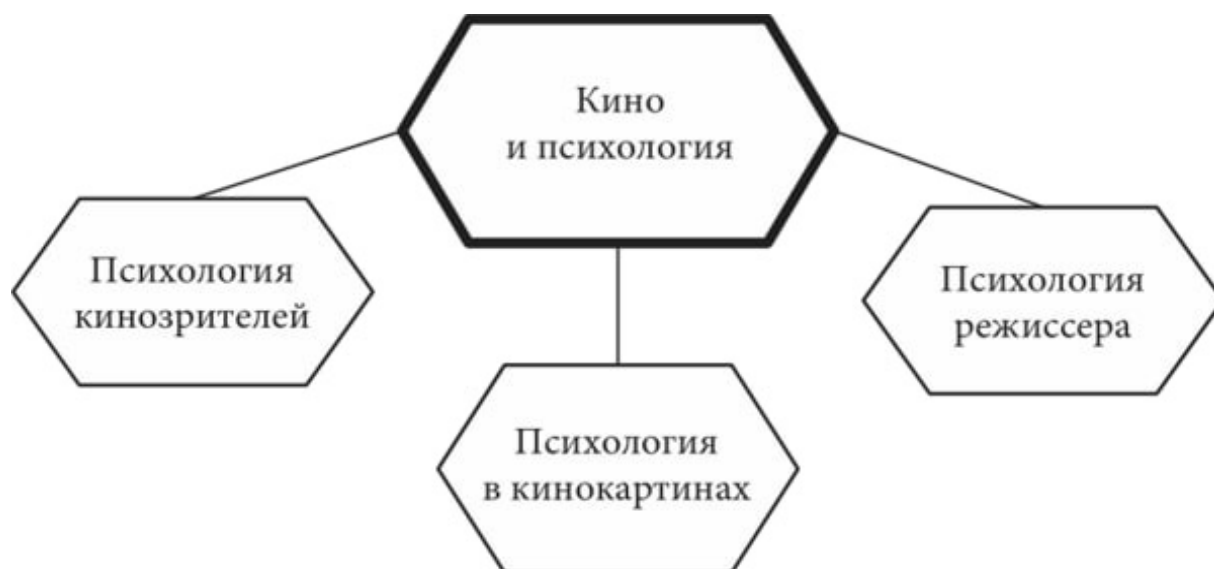 Кино
и психология
Психология
кинозрителей
Психология
режиссера
Психология
в кинокартинах